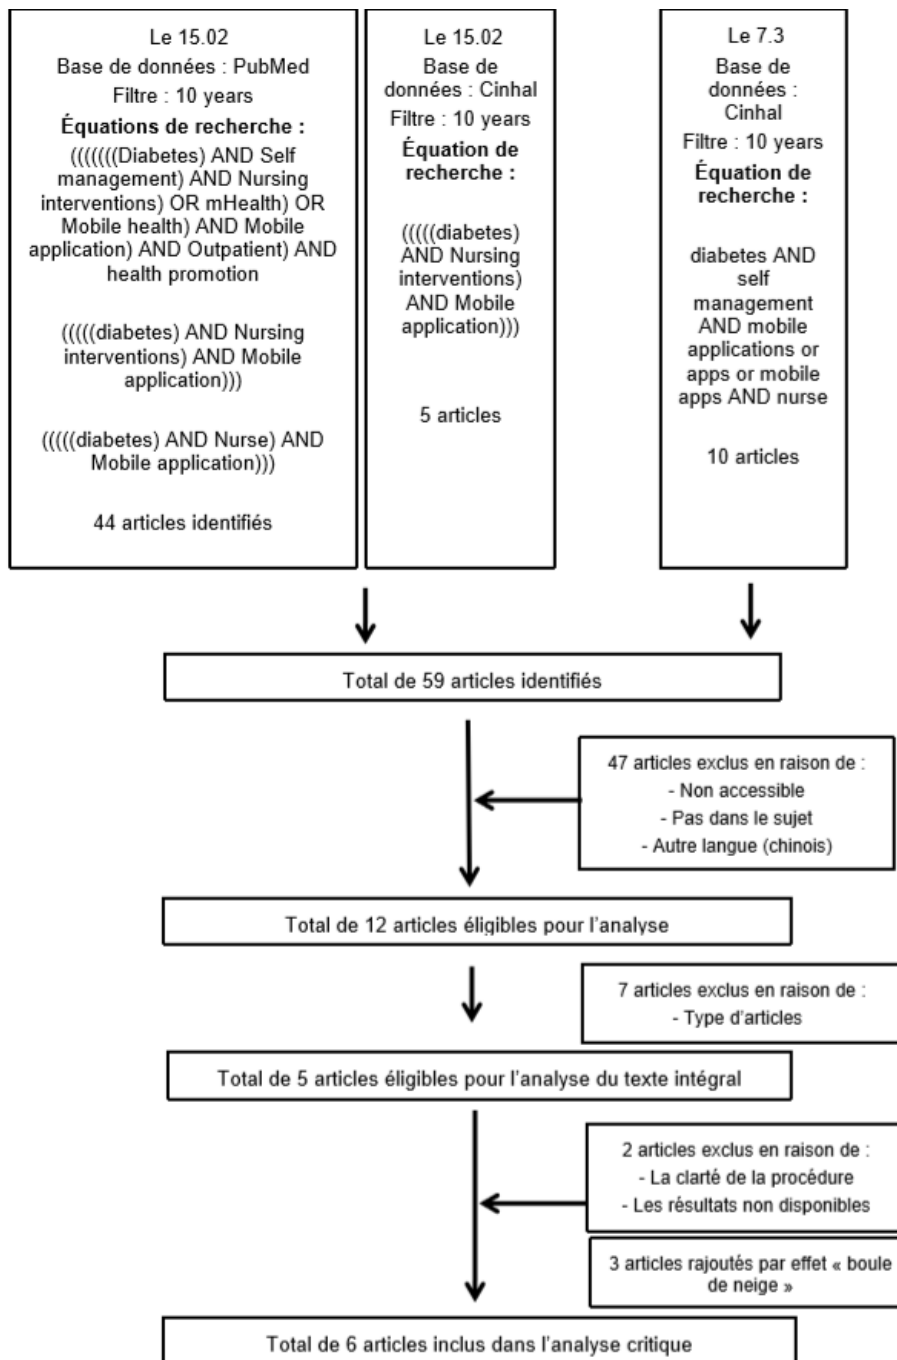 Le 15.02
Base de données : PubMed
Filtre : 10 years
Équations de recherche :
(((((((Diabetes) AND Self
management) AND Nursing
interventions) OR mHealth) OR
Mobile health) AND Mobile
application) AND Outpatient) AND
health promotion
(((((diabetes) AND Nursing
interventions) AND Mobile
application)))
(((((diabetes) AND Nurse) AND
Mobile application)))
44 articles identifiés
Le 15.02
Base de
données : Cinhal
Filtre : 10 years
Équation de
recherche :
(((((diabetes)
AND Nursing
interventions)
AND Mobile
application)))
5 articles
Le 7.3
Base de
données :
Cinhal
Filtre : 10 years
Équation de
recherche :
diabetes AND
self
management
AND mobile
applications or
apps or mobile
apps AND nurse
10 articles
Total de 59 articles identifiés
47 articles exclus en raison de :
- Non accessible
- Pas dans le sujet
- Autre langue (chinois)
Total de 12 articles éligibles pour l'analyse
7 articles exclus en raison de :
- Type d'articles
Total de 5 articles éligibles pour l'analyse du texte intégral
2 articles exclus en raison de :
- La clarté de la procédure
- Les résultats non disponibles
3 articles rajoutés par effet « boule
de neige »
Total de 6 articles inclus dans l'analyse critique